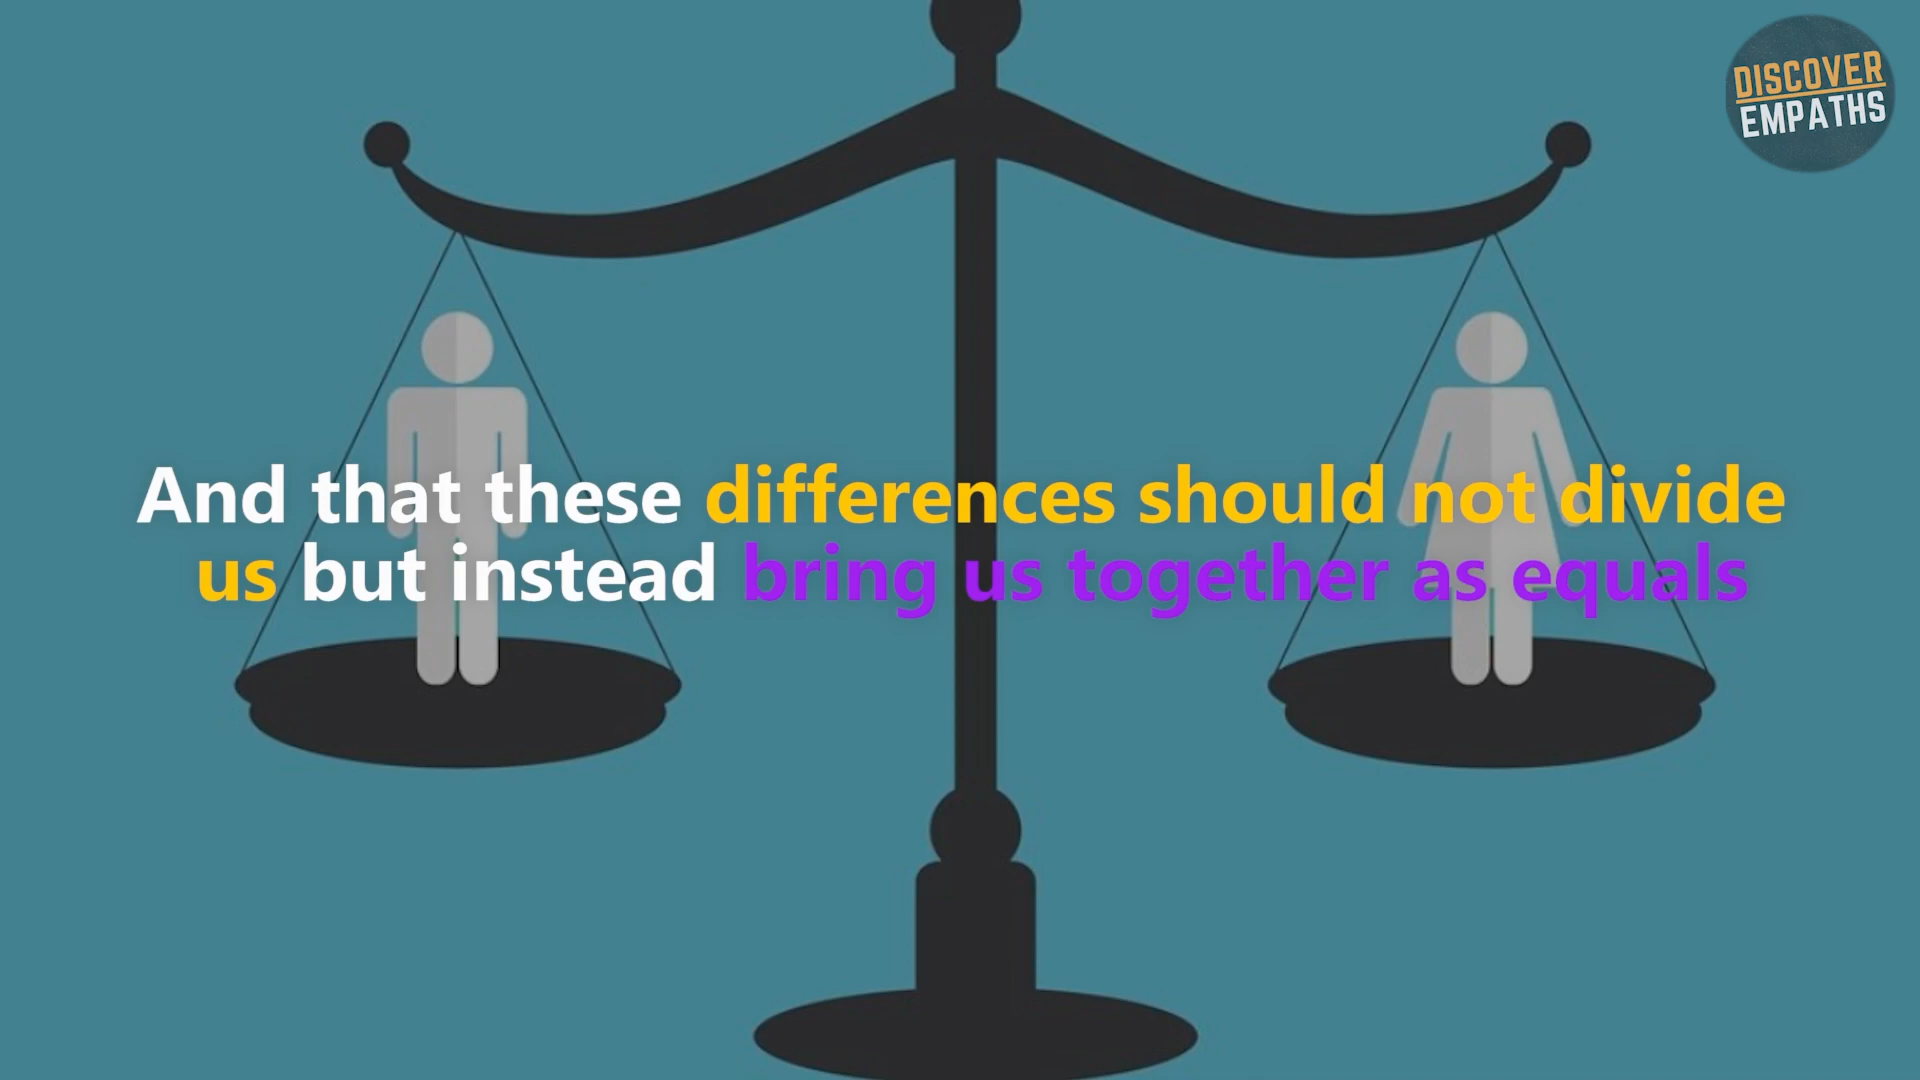 DISCOVER
EMPATHS
And that these differences should not divide
us but instead bring us together as equals